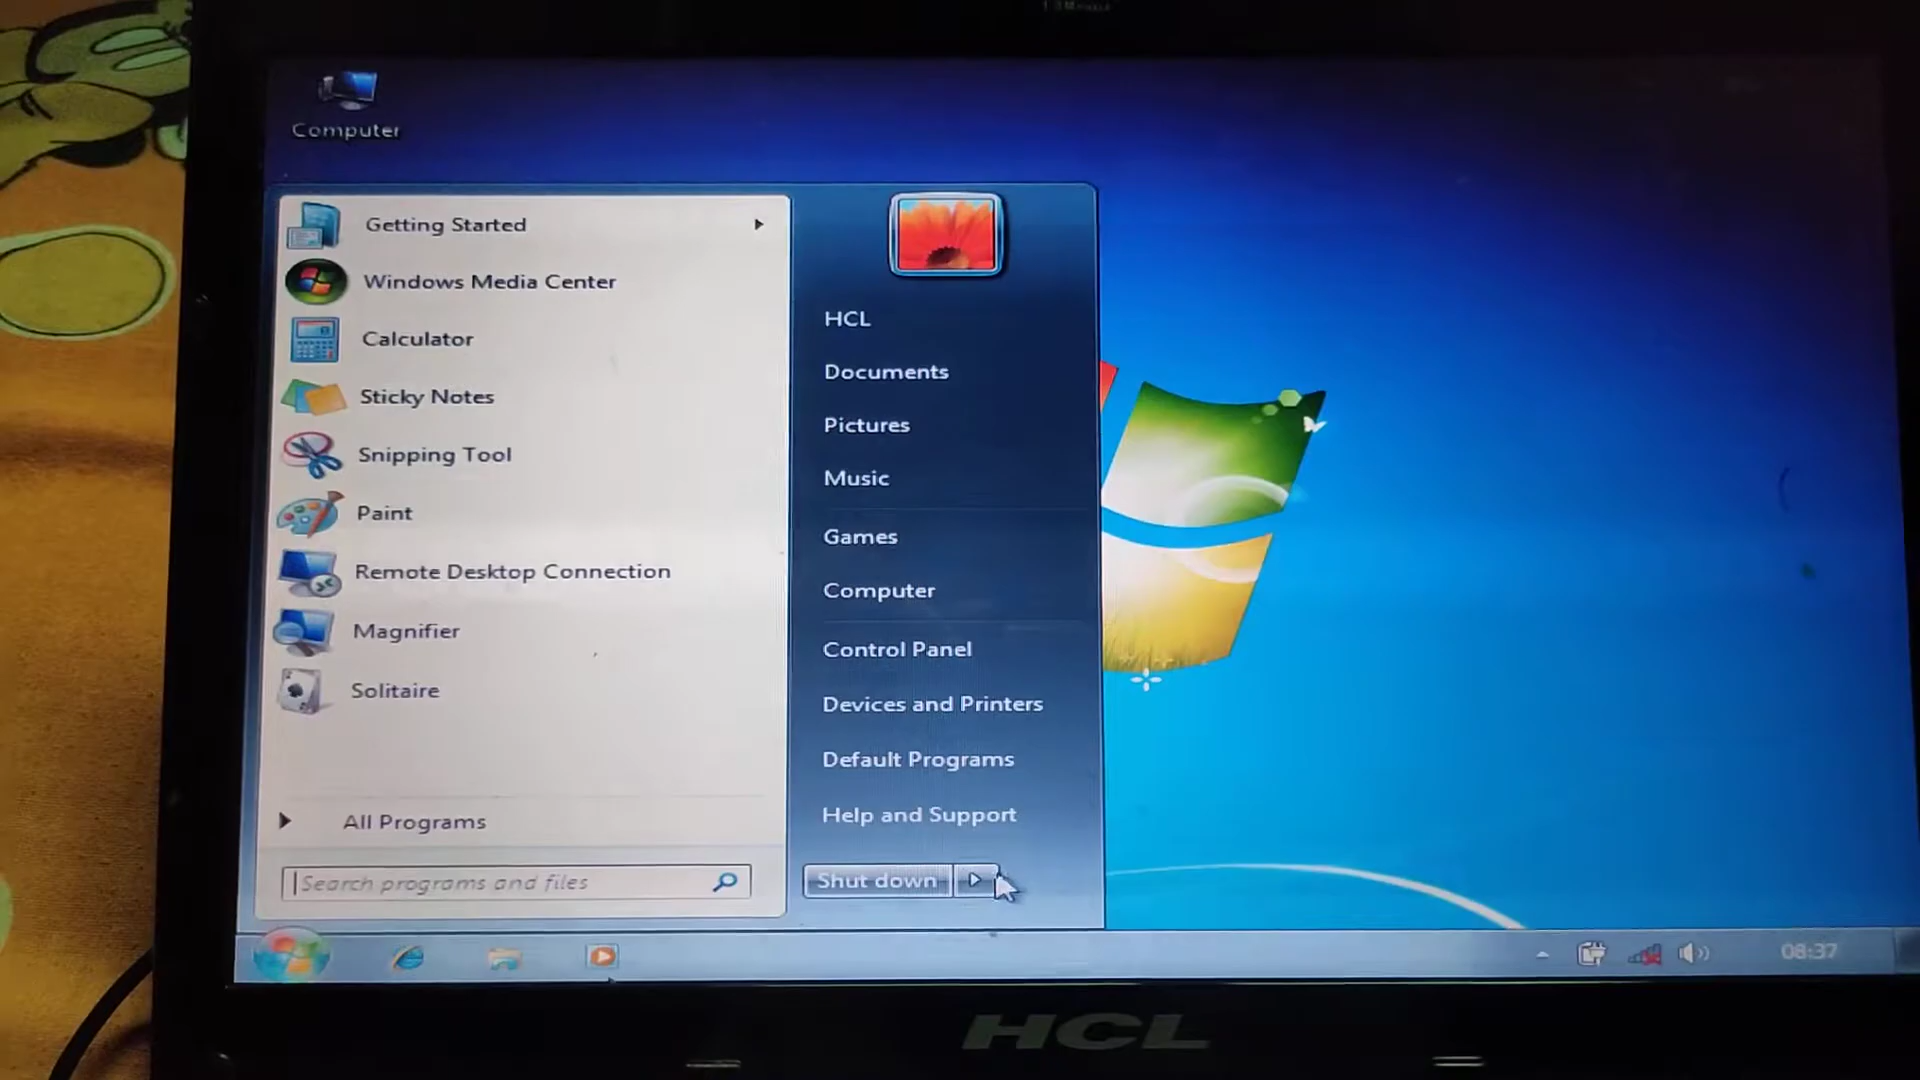 Computer
Getting Started
Windows Media Center
Calculator
Sticky Notes
Snipping Tool
Paint
Remote Desktop Connection
Magnifier
Solitaire
All Programs
Search programs and files
HCL
Documents
Pictures
Music
Games
Computer
Control Panel
Devices and Printers
Default Programs
Help and Support
Shut down
08:37
HCL